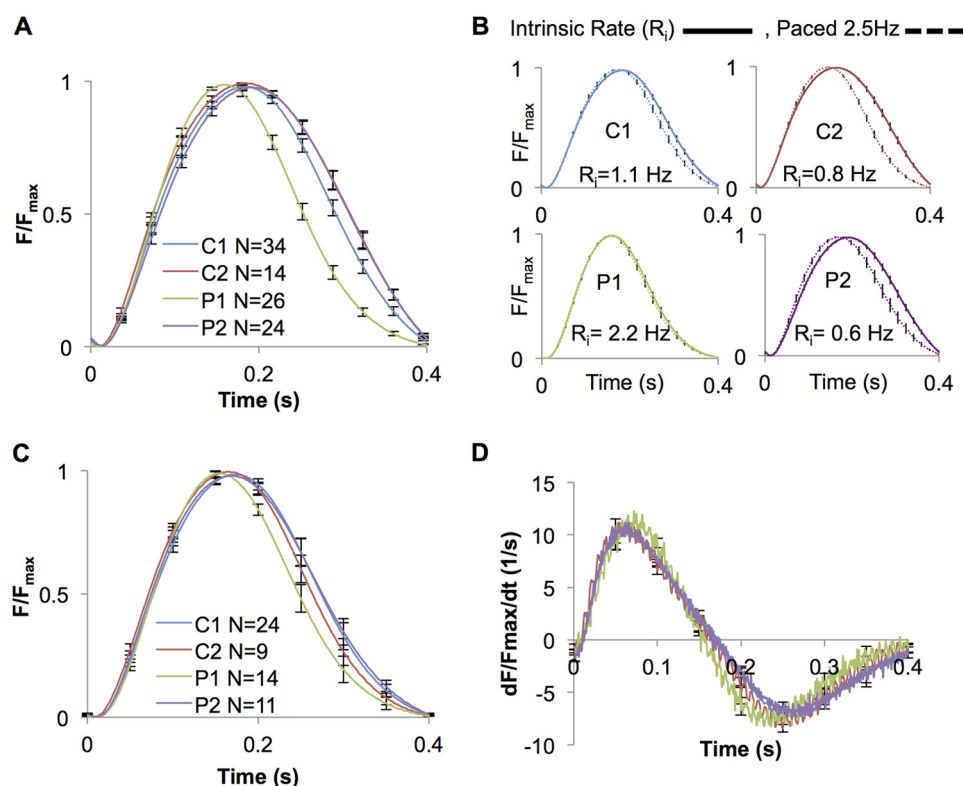 A
F/Fmax
1
0.5
0
0
0.2
0.4
Time (s)
C1 N=34
C2 N=14
P1 N=26
P2 N=24
B
Intrinsic Rate (Ri) , Paced 2.5Hz
F/Fmax
1
0
C1
Ri=1.1 Hz
0
0.4
F/Fmax
1
0
C2
Ri=0.8 Hz
0
0.4
F/Fmax
1
0
P1
Ri= 2.2 Hz
0
0.4
Time (s)
1
0
P2
Ri= 0.6 Hz
0
0.4
Time (s)
C
F/Fmax
1
0.5
0
0
0.2
0.4
Time (s)
C1 N=24
C2 N=9
P1 N=14
P2 N=11
D
dF/Fmax/dt (1/s)
15
10
5
0
-5
-10
0.0
0.1
0.2
0.3
0.4
Time (s)